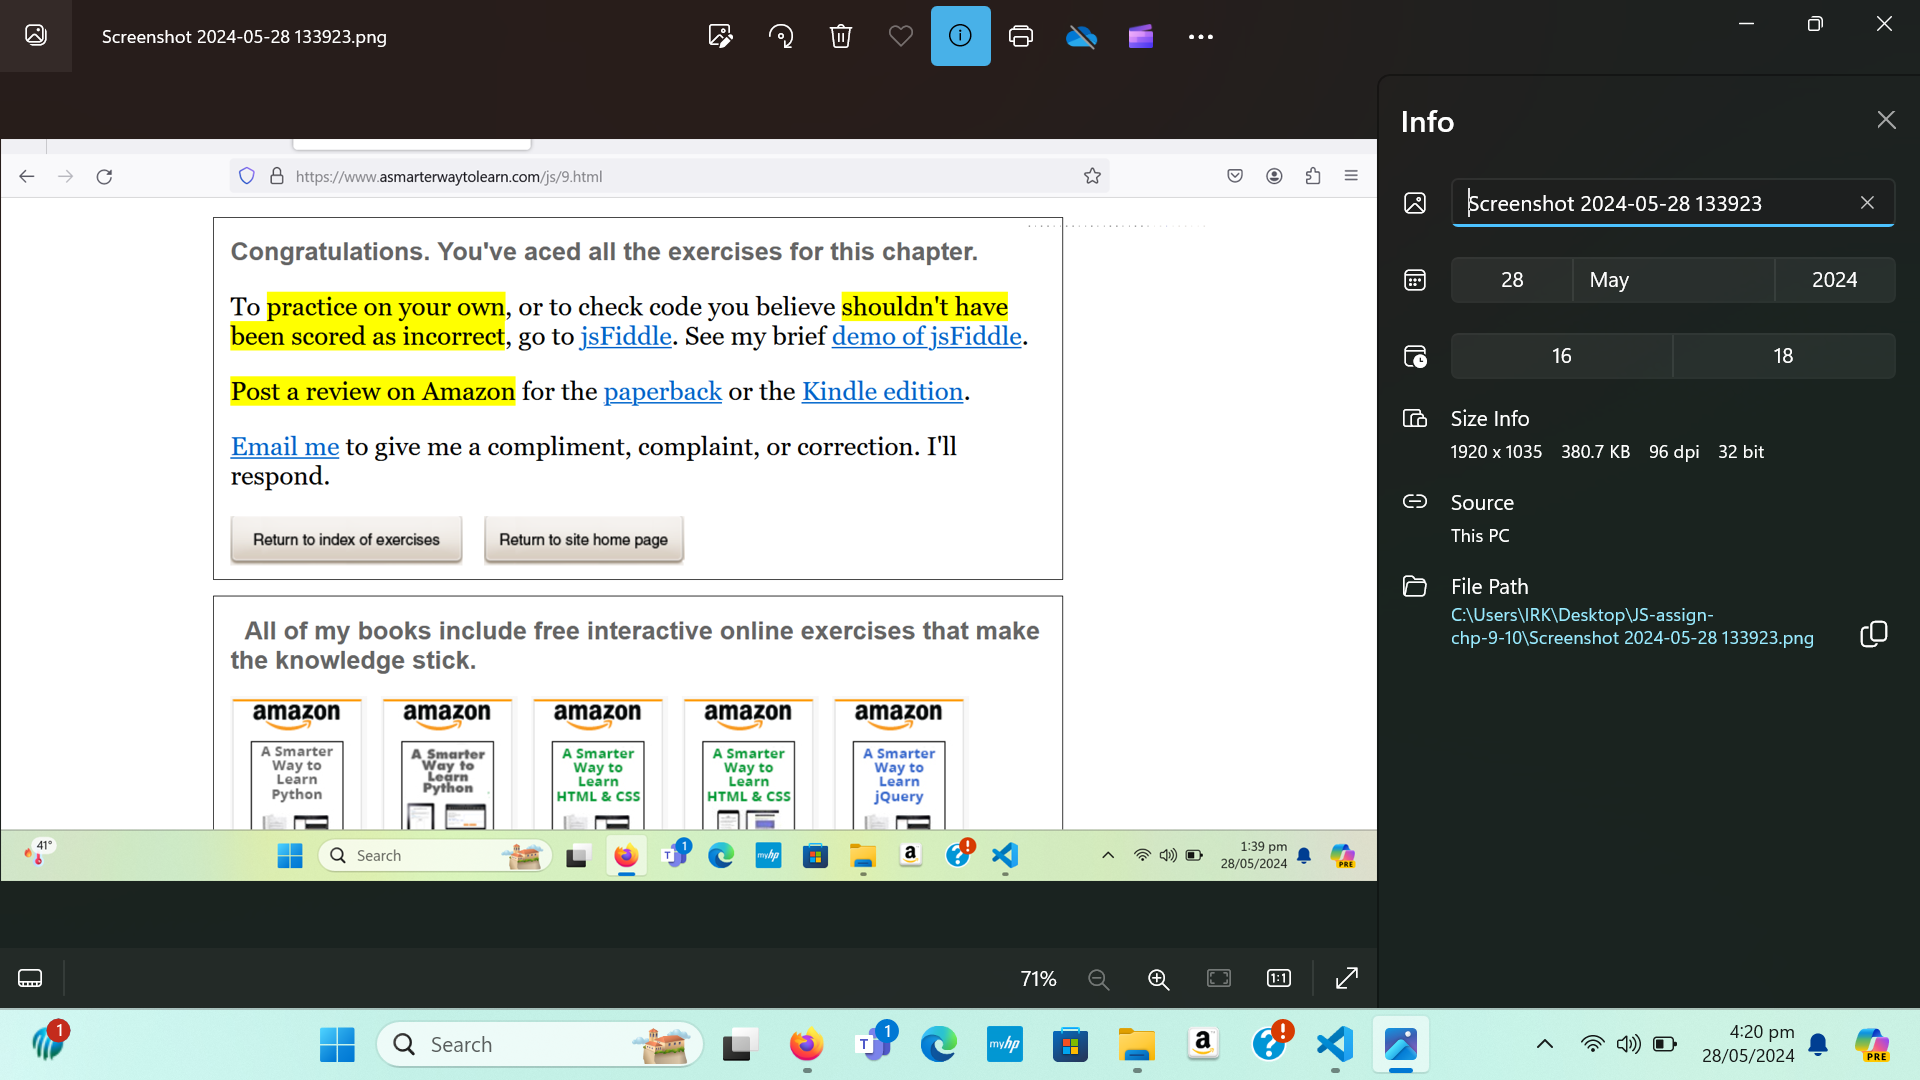 Screenshot 2024-05-28 133923.png
Info
Screenshot 2024-05-28 133923
28 May 2024
16 18
Size Info
1920 x 1035 380.7 KB 96 dpi 32 bit
Source
This PC
File Path
C:\Users\IRK\Desktop\JS-assign-
chp-9-10\Screenshot 2024-05-28 133923.png
https://www.asmarterwaytolearn.com/js/9.html
Congratulations. You've aced all the exercises for this chapter.
To practice on your own, or to check code you believe shouldn't have
been scored as incorrect, go to jsFiddle. See my brief demo of jsFiddle.
Post a review on Amazon for the paperback or the Kindle edition.
Email me to give me a compliment, complaint, or correction. I'll
respond.
Return to index of exercises Return to site home page
All of my books include free interactive online exercises that make
the knowledge stick.
amazon amazon amazon amazon amazon
A Smarter
Way to
Learn
Python
A Smarter
Way to
Learn
Python
A Smarter
Way to
Learn
HTML & CSS
A Smarter
Way to
Learn
HTML & CSS
A Smarter
Way to
Learn
jQuery
41°
Search
T 1
myhp
a
? !
1:39 pm
28/05/2024
PRE
71%
1:1
1
Search
T 1
myhp
a
? !
4:20 pm
28/05/2024
PRE